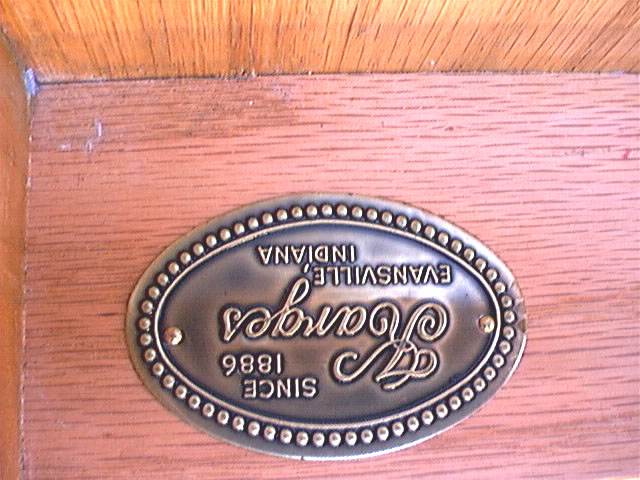 SINCE
1886
Karges
EVANSVILLE,
INDIANA